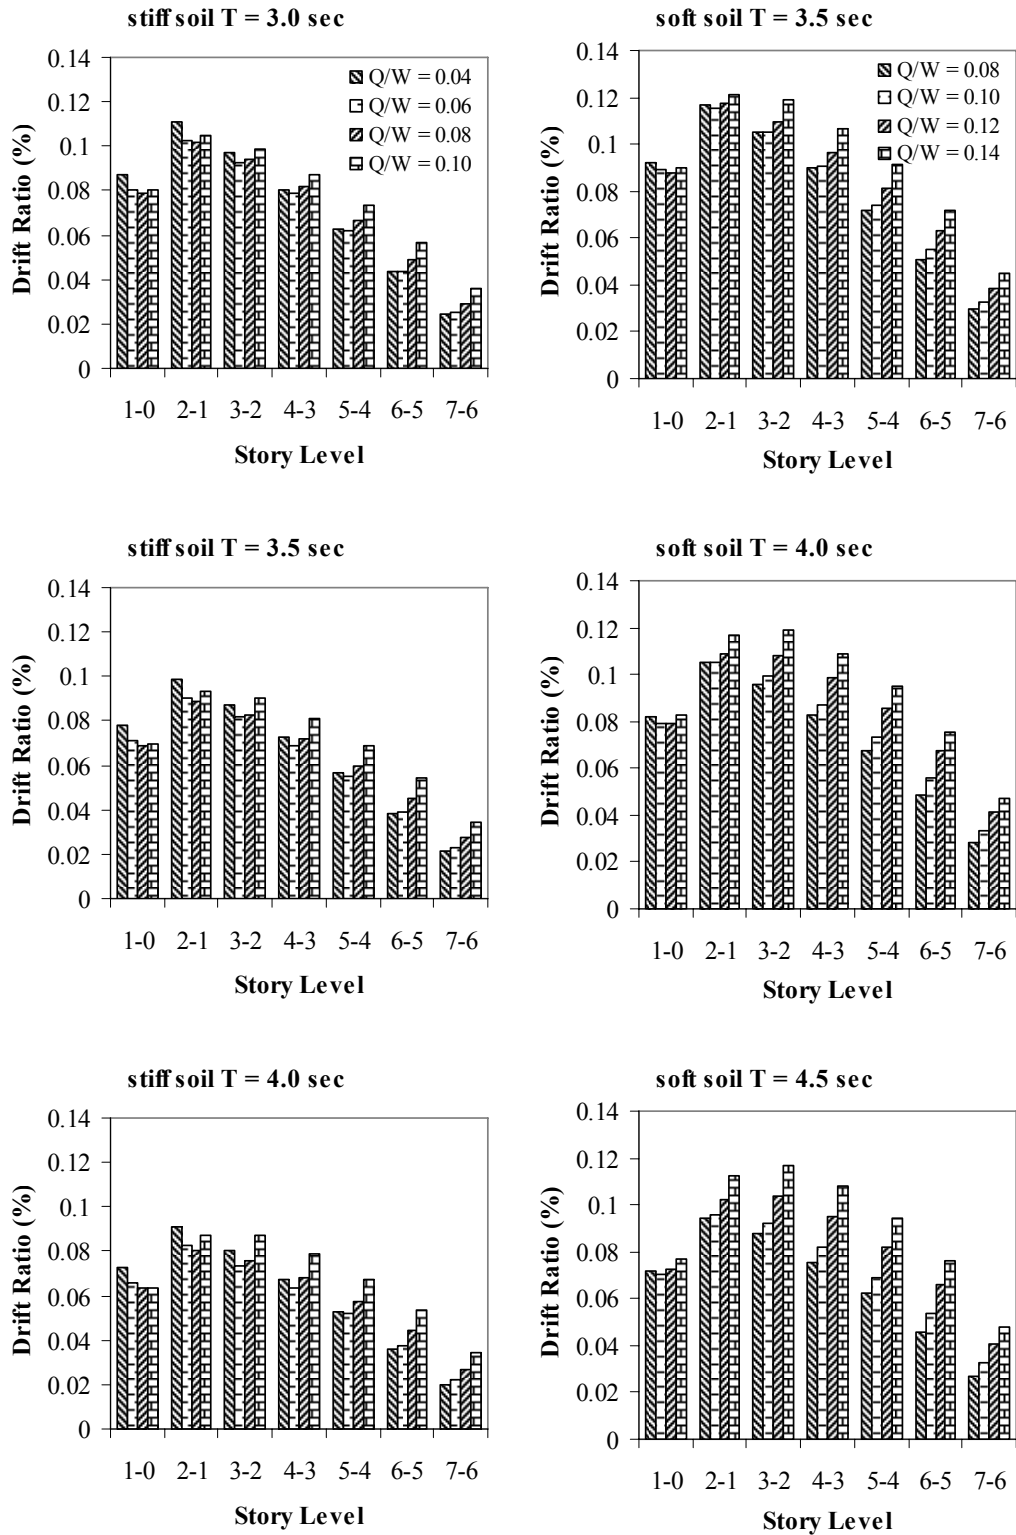 stiff soil T = 3.0 sec
0.14
0.12
0.1
0.08
0.06
0.04
0.02
0
Drift Ratio (%)
Q/W = 0.04
Q/W = 0.06
Q/W = 0.08
Q/W = 0.10
1-0 2-1 3-2 4-3 5-4 6-5 7-6
Story Level
soft soil T = 3.5 sec
0.14
0.12
0.1
0.08
0.06
0.04
0.02
0
Drift Ratio (%)
Q/W = 0.08
Q/W = 0.10
Q/W = 0.12
Q/W = 0.14
1-0 2-1 3-2 4-3 5-4 6-5 7-6
Story Level
stiff soil T = 3.5 sec
0.14
0.12
0.1
0.08
0.06
0.04
0.02
0
Drift Ratio (%)
1-0 2-1 3-2 4-3 5-4 6-5 7-6
Story Level
soft soil T = 4.0 sec
0.14
0.12
0.1
0.08
0.06
0.04
0.02
0
Drift Ratio (%)
1-0 2-1 3-2 4-3 5-4 6-5 7-6
Story Level
stiff soil T = 4.0 sec
0.14
0.12
0.1
0.08
0.06
0.04
0.02
0
Drift Ratio (%)
1-0 2-1 3-2 4-3 5-4 6-5 7-6
Story Level
soft soil T = 4.5 sec
0.14
0.12
0.1
0.08
0.06
0.04
0.02
0
Drift Ratio (%)
1-0 2-1 3-2 4-3 5-4 6-5 7-6
Story Level